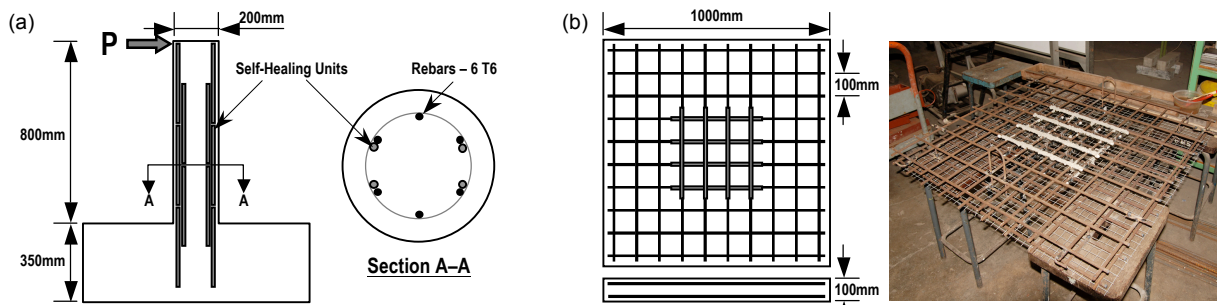 (a)
200mm
P
Self-Healing Units
Rebars – 6 T6
800mm
A
A
350mm
Section A–A
(b)
1000mm
100mm
100mm